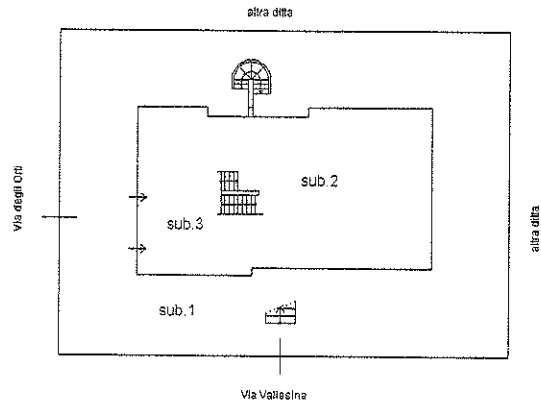 altra ditta
Via degli Orti
sub.2
sub.3
altra ditta
sub.1
Via Vallesina